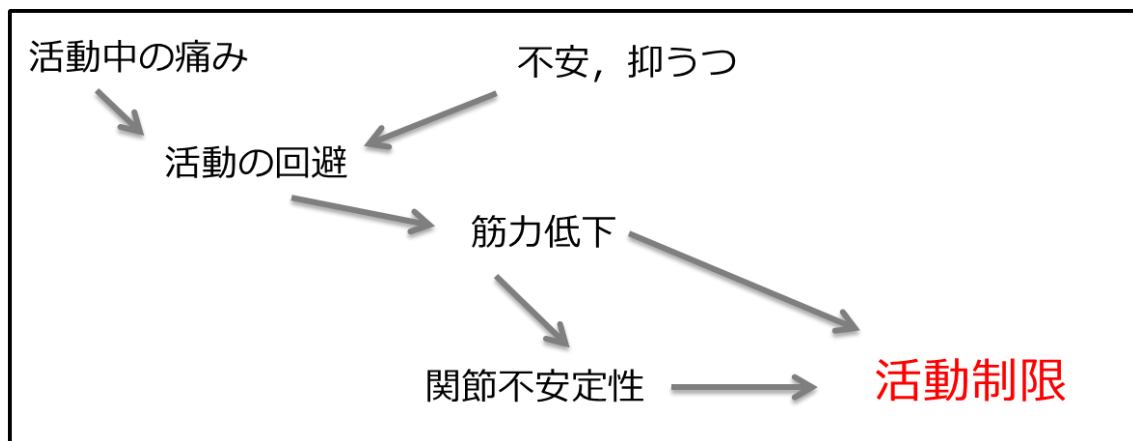 活動中の痛み
不安，抑うつ
活動の回避
筋力低下
関節不安定性
活動制限